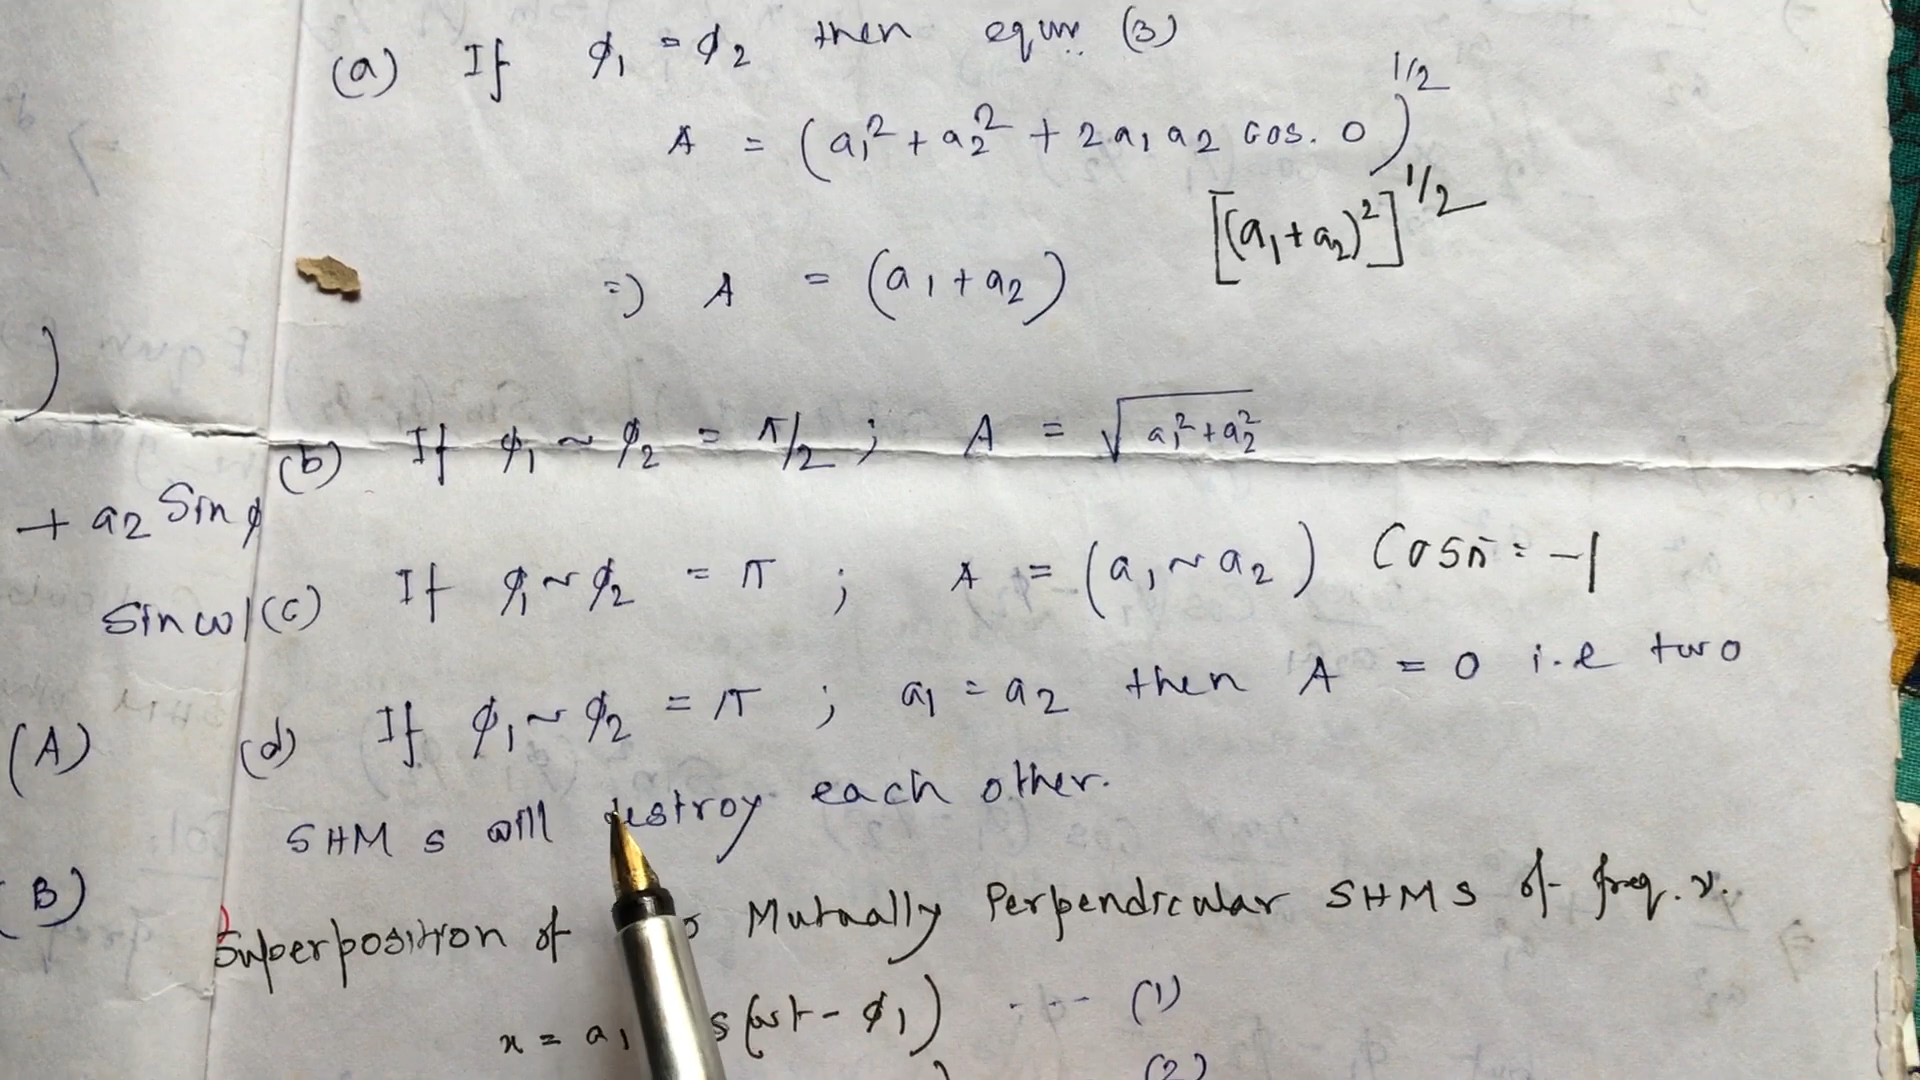 (a) If φ₁ = φ₂ then equn. (3)
A = (a₁² + a₂² + 2a₁a₂ cos. 0)^1/2
[(a₁+a₂)²]^1/2
=) A = (a₁+a₂)
)
(b) If φ₁ ~ φ₂ = π/2 ; A = √a₁²+a₂²
+ a₂ Sin φ
(c) If φ₁~φ₂ = π ; A = (a₁~a₂) Cosπ = -1
Sin ω
(d) If φ₁~φ₂ = π ; a₁ = a₂ then A = 0 i.e two
(A)
SHM s will destroy each other.
(B)
Superposition of Mutually Perpendicular SHMs of freq. ν.
x = a₁ s(ωt - φ₁) --- (1)
(2)